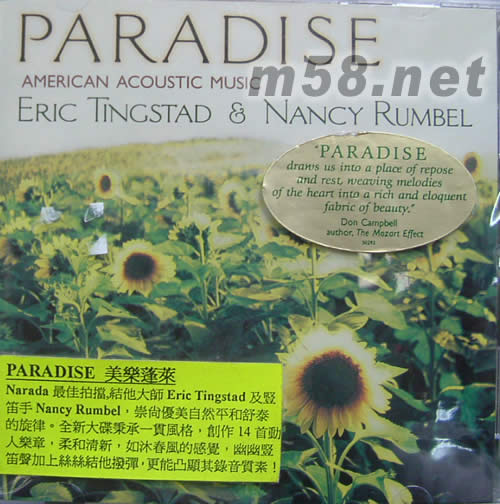 PARADISE
m58.net
AMERICAN ACOUSTIC MUSIC
ERIC TINGSTAD & NANCY RUMBEL
"PARADISE
draws us into a place of repose
and rest, weaving melodies
of the heart into a rich and eloquent
fabric of beauty."
Don Campbell
author, The Mozart Effect
PARADISE 美樂蓬萊
Narada 最佳拍擋,結他大師 Eric Tingstad 及豎
笛手 Nancy Rumbel，崇尚優美自然平和舒泰
的旋律。全新大碟秉承一貫風格，創作 14 首動
人樂章，柔和清新，如沐春風的感覺，幽幽豎
笛聲加上絲絲結他撥彈，更能凸顯其錄音質素！